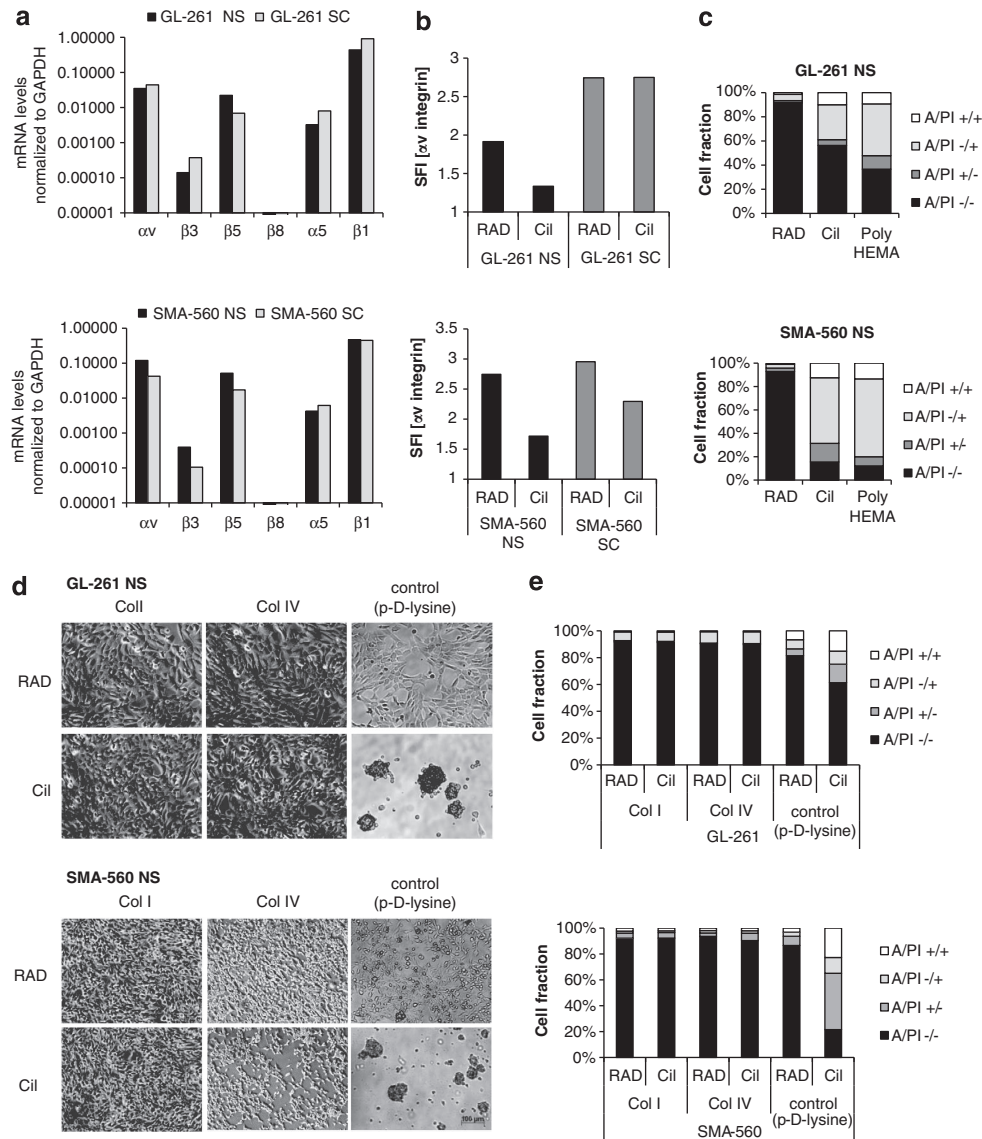 a
GL-261 NS GL-261 SC
mRNA levels
normalized to GAPDH
1.00000
0.10000
0.01000
0.00100
0.00010
0.00001
αv β3 β5 β8 α5 β1
SMA-560 NS SMA-560 SC
mRNA levels
normalized to GAPDH
1.00000
0.10000
0.01000
0.00100
0.00010
0.00001
αv β3 β5 β8 α5 β1
b
SFI [αv integrin]
3
2.5
2
1.5
1
RAD Cil RAD Cil
GL-261 NS GL-261 SC
SFI [αv integrin]
3.5
3
2.5
2
1.5
1
RAD Cil RAD Cil
SMA-560 SMA-560
NS SC
c
GL-261 NS
Cell fraction
100%
80%
60%
40%
20%
0%
RAD Cil Poly
HEMA
A/PI +/+
A/PI -/+
A/PI +/-
A/PI -/-
SMA-560 NS
Cell fraction
100%
80%
60%
40%
20%
0%
RAD Cil Poly
HEMA
A/PI +/+
A/PI -/+
A/PI +/-
A/PI -/-
d
GL-261 NS
ColI Col IV control
(p-D-lysine)
RAD
Cil
SMA-560 NS
Col I Col IV control
(p-D-lysine)
RAD
Cil
100 μm
e
Cell fraction
100%
80%
60%
40%
20%
0%
RAD Cil RAD Cil RAD Cil
Col I Col IV control
(p-D-lysine)
GL-261
A/PI +/+
A/PI -/+
A/PI +/-
A/PI -/-
Cell fraction
100%
80%
60%
40%
20%
0%
RAD Cil RAD Cil RAD Cil
Col I Col IV control
(p-D-lysine)
SMA-560
A/PI +/+
A/PI -/+
A/PI +/-
A/PI -/-